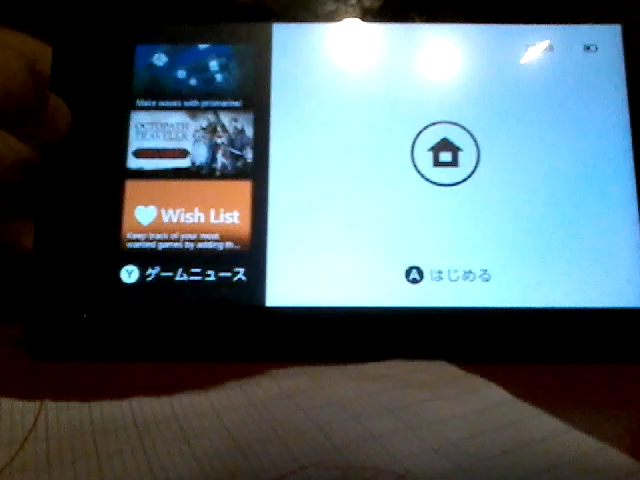 Make waves with prismarine!
OCTOPATH
TRAVELER
Wish List
Keep track of your most
wanted games by adding th...
Y ゲームニュース
A はじめる